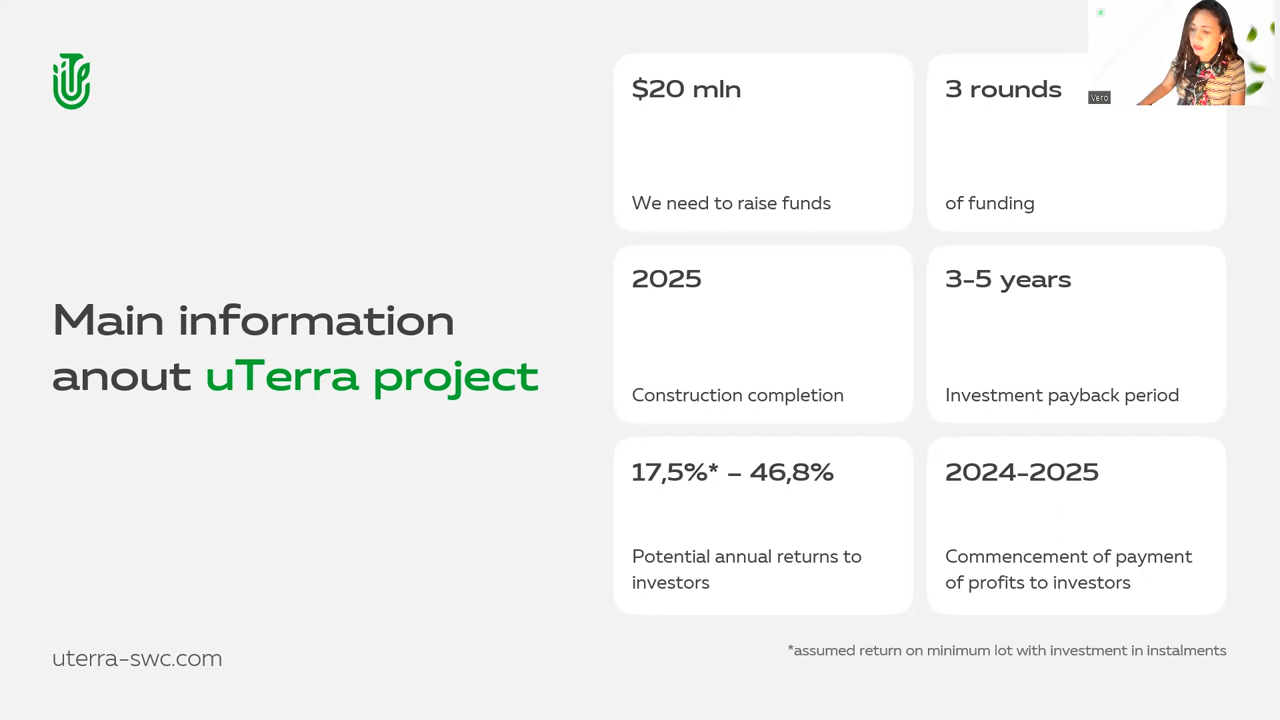 Main information
anout uTerra project
uterra-swc.com
$20 mln
We need to raise funds
3 rounds
of funding
2025
Construction completion
3-5 years
Investment payback period
17,5%* – 46,8%
Potential annual returns to
investors
2024-2025
Commencement of payment
of profits to investors
*assumed return on minimum lot with investment in instalments
Vero